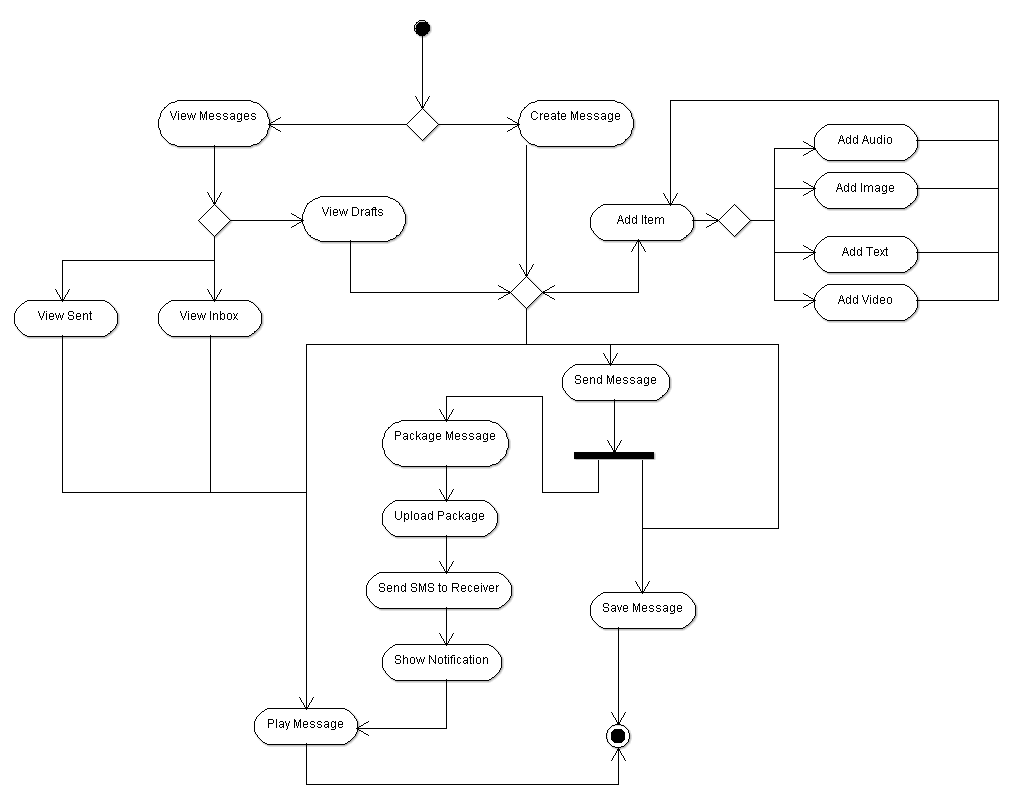 View Messages
Create Message
Add Audio
Add Image
View Drafts
Add Item
Add Text
Add Video
View Sent
View Inbox
Send Message
Package Message
Upload Package
Send SMS to Receiver
Save Message
Show Notification
Play Message